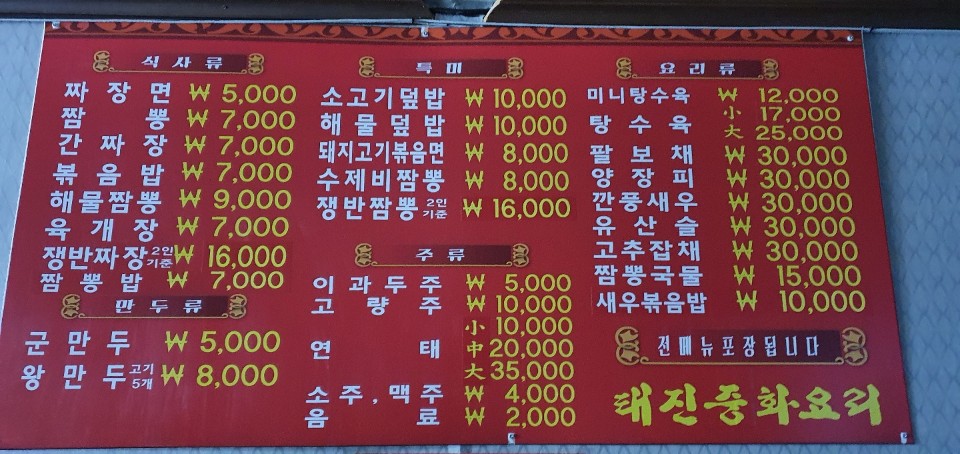 식사류
짜장면 ₩ 5,000
짬뽕 ₩ 7,000
간짜장 ₩ 7,000
볶음밥 ₩ 7,000
해물짬뽕 ₩ 9,000
육개장 ₩ 7,000
쟁반짜장 2인 기준 ₩ 16,000
짬뽕밥 ₩ 7,000
만두류
군만두 ₩ 5,000
왕만두 고기 5개 ₩ 8,000
특미
소고기덮밥 ₩ 10,000
해물덮밥 ₩ 10,000
돼지고기볶음면 ₩ 8,000
수제비짬뽕 ₩ 8,000
쟁반짬뽕 2인 기준 ₩ 16,000
주류
이과두주 ₩ 5,000
고량주 ₩ 10,000
小 10,000
연태 中 20,000
大 35,000
소주, 맥주 ₩ 4,000
음료 ₩ 2,000
요리류
미니탕수육 ₩ 12,000
小 17,000
탕수육 大 25,000
팔보채 ₩ 30,000
양장피 ₩ 30,000
깐풍새우 ₩ 30,000
유산슬 ₩ 30,000
고추잡채 ₩ 30,000
짬뽕국물 ₩ 15,000
새우볶음밥 ₩ 10,000
전메뉴포장됩니다
태진중화요리